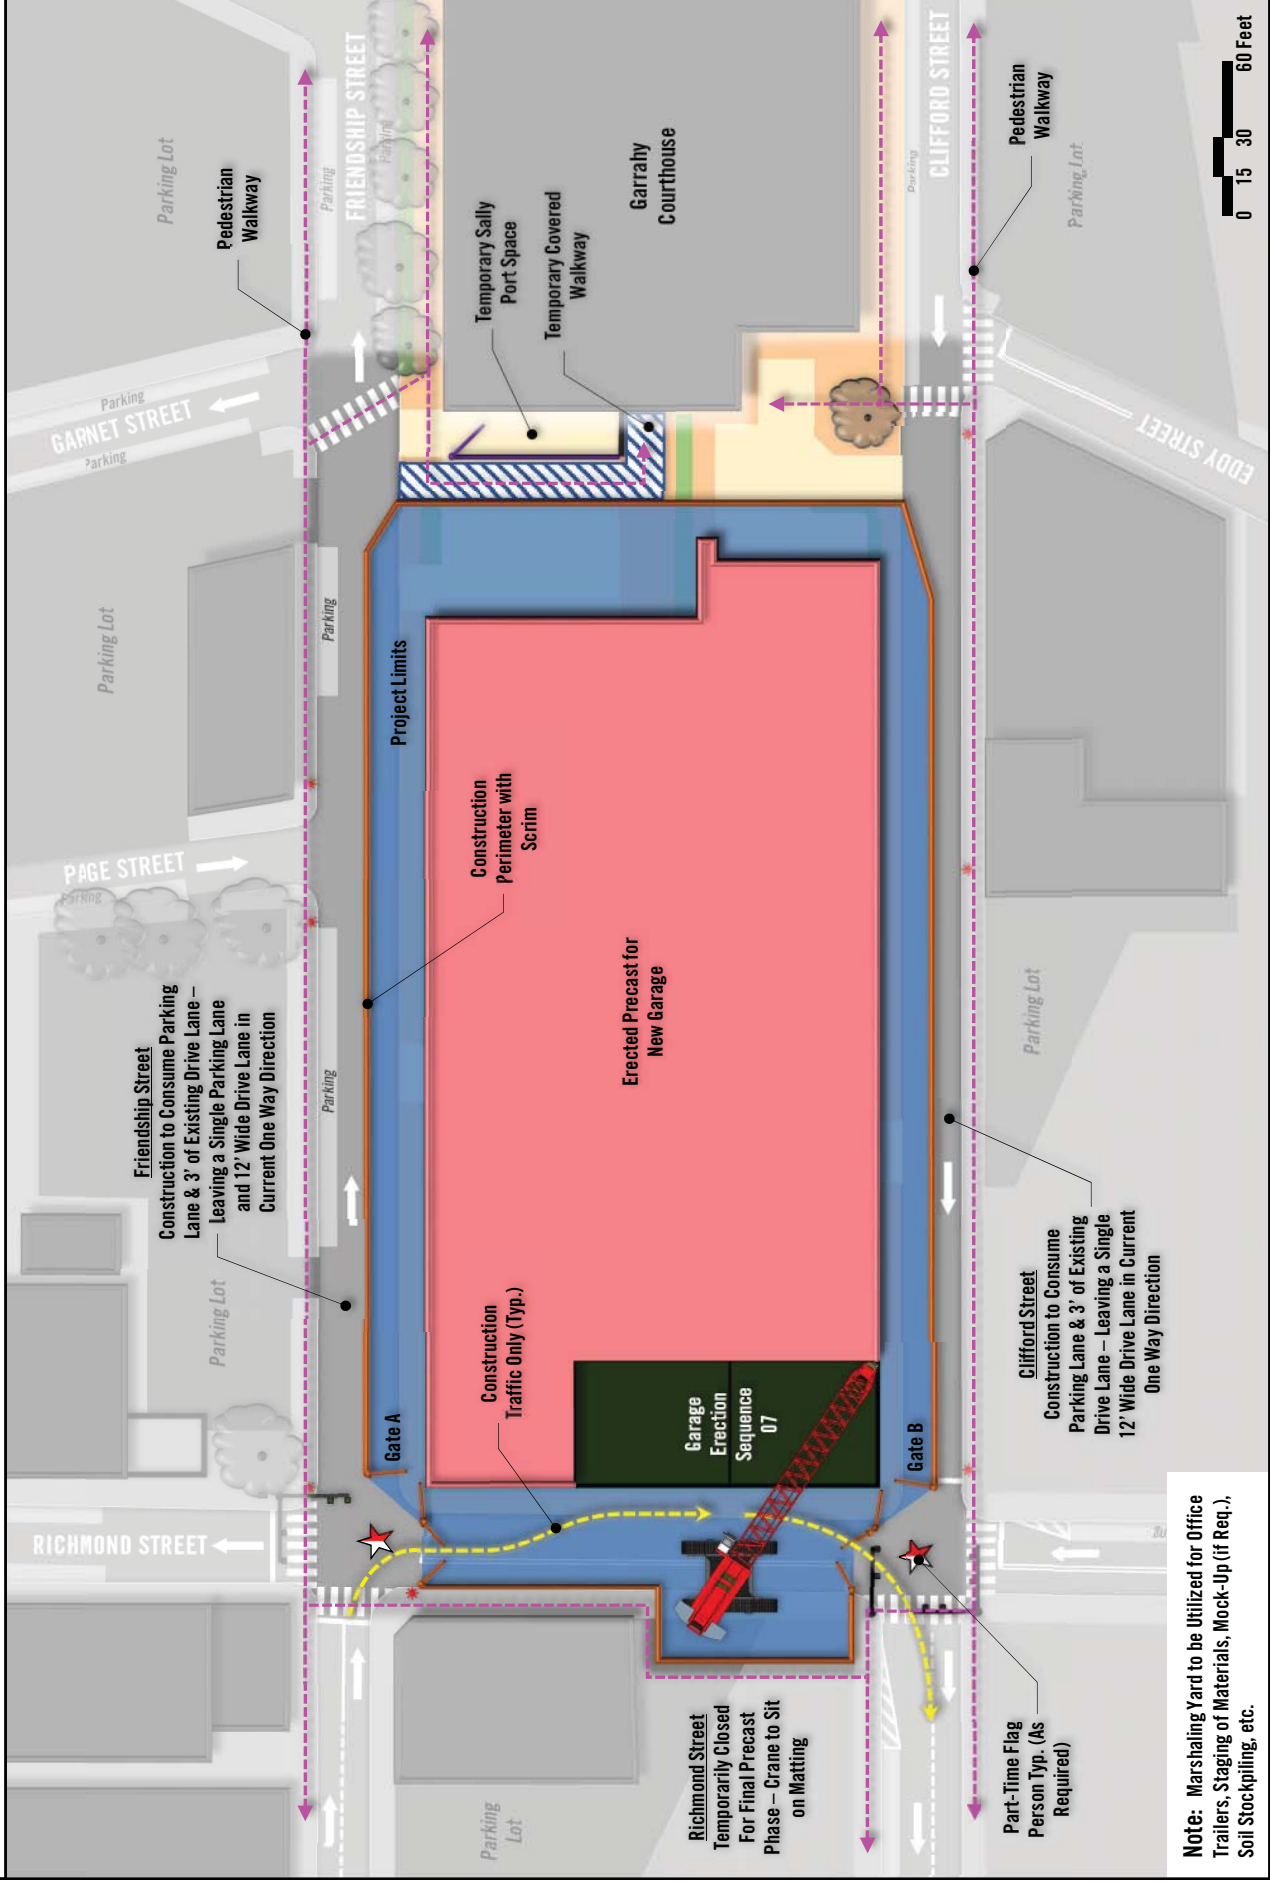 Parking Lot
Parking Lot
Parking Lot
Pedestrian
Walkway
Parking
GARNET STREET
Parking
PAGE STREET
Parking
RICHMOND STREET
Friendship Street
Construction to Consume Parking
Lane & 3' of Existing Drive Lane –
Leaving a Single Parking Lane
and 12' Wide Drive Lane in
Current One Way Direction
Parking
Parking
Parking
FRIENDSHIP STREET
Parking
Gate A
Project Limits
Construction
Traffic Only (Typ.)
Construction
Perimeter with
Scrim
Temporary Sally
Port Space
Temporary Covered
Walkway
Garrahy
Courthouse
Parking
Lot
Erected Precast for
New Garage
Garage
Erection
Sequence
07
Richmond Street
Temporarily Closed
For Final Precast
Phase – Crane to Sit
on Matting
Gate B
Parking
CLIFFORD STREET
Part-Time Flag
Person Typ. (As
Required)
Clifford Street
Construction to Consume
Parking Lane & 3' of Existing
Drive Lane – Leaving a Single
12' Wide Drive Lane in Current
One Way Direction
Parking Lot
Pedestrian
Walkway
Parking Lot
EDDY STREET
Note: Marshaling Yard to be Utilized for Office
Trailers, Staging of Materials, Mock-Up (if Req.),
Soil Stockpiling, etc.
0 15 30 60 Feet